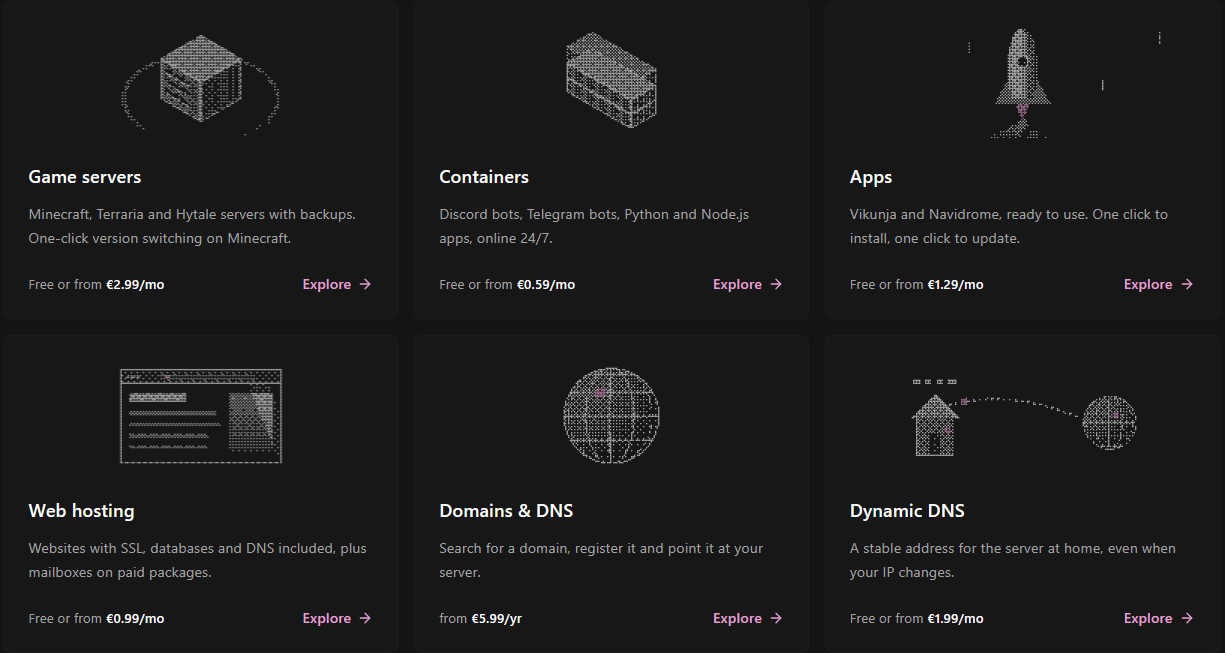 Game servers
Minecraft, Terraria and Hytale servers with backups.
One-click version switching on Minecraft.
Free or from €2.99/mo
Explore →
Containers
Discord bots, Telegram bots, Python and Node.js
apps, online 24/7.
Free or from €0.59/mo
Explore →
Apps
Vikunja and Navidrome, ready to use. One click to
install, one click to update.
Free or from €1.29/mo
Explore →
Web hosting
Websites with SSL, databases and DNS included, plus
mailboxes on paid packages.
Free or from €0.99/mo
Explore →
Domains & DNS
Search for a domain, register it and point it at your
server.
from €5.99/yr
Explore →
Dynamic DNS
A stable address for the server at home, even when
your IP changes.
Free or from €1.99/mo
Explore →